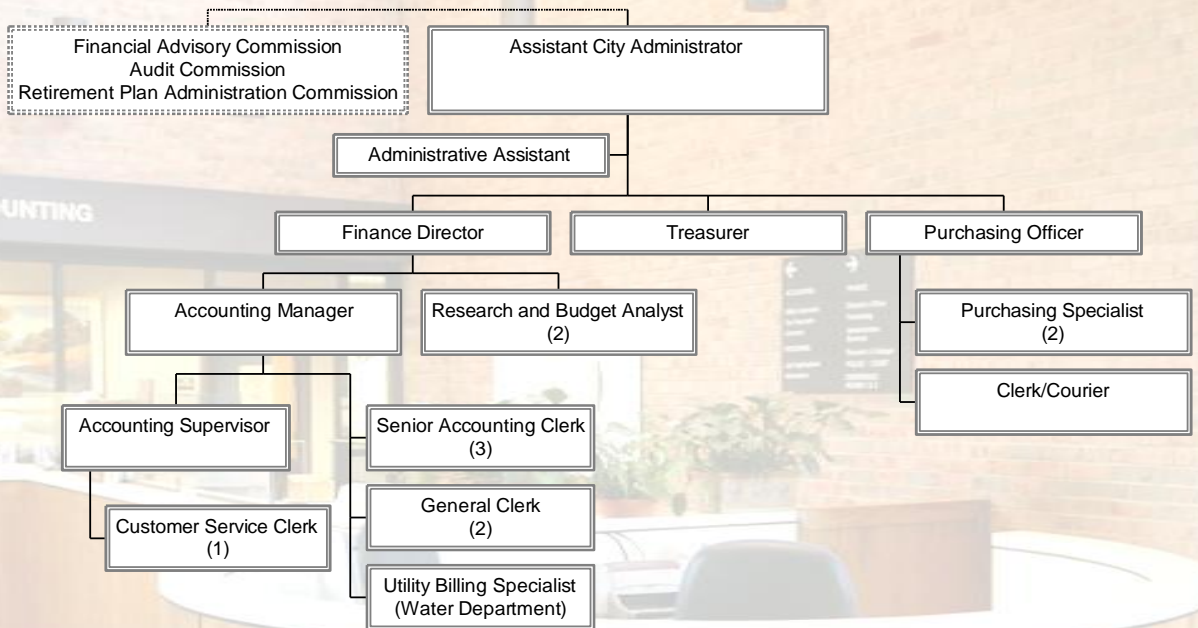 Financial Advisory Commission
Audit Commission
Retirement Plan Administration Commission
Assistant City Administrator
Administrative Assistant
UNTING
Finance Director
Treasurer
Purchasing Officer
Accounting Manager
Research and Budget Analyst
(2)
Purchasing Specialist
(2)
Clerk/Courier
Accounting Supervisor
Senior Accounting Clerk
(3)
Customer Service Clerk
(1)
General Clerk
(2)
Utility Billing Specialist
(Water Department)